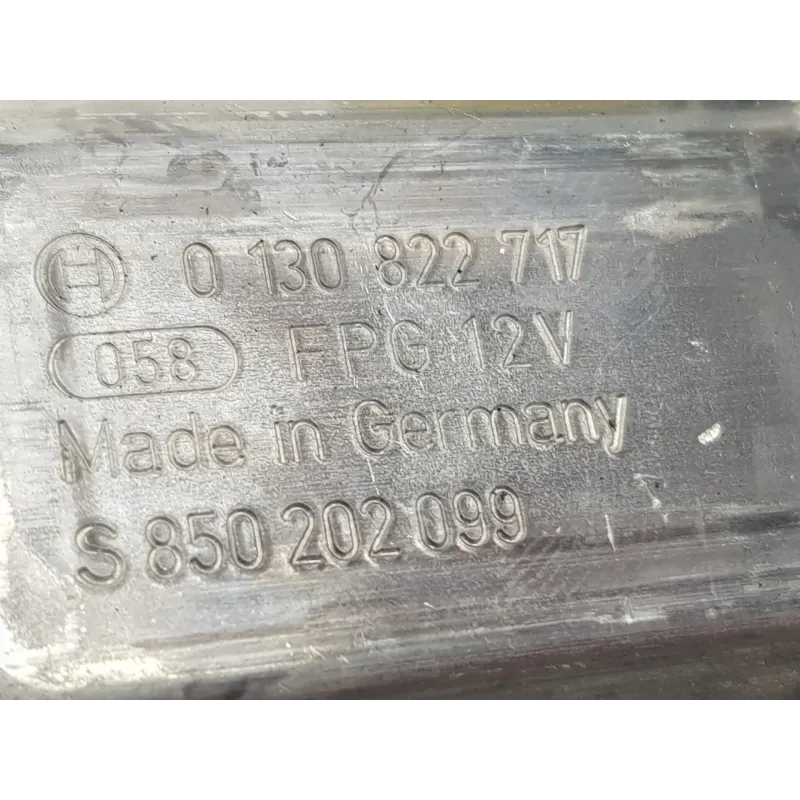 0 130 822 717
058 FPG 12V
Made in Germany
S 850 202 099